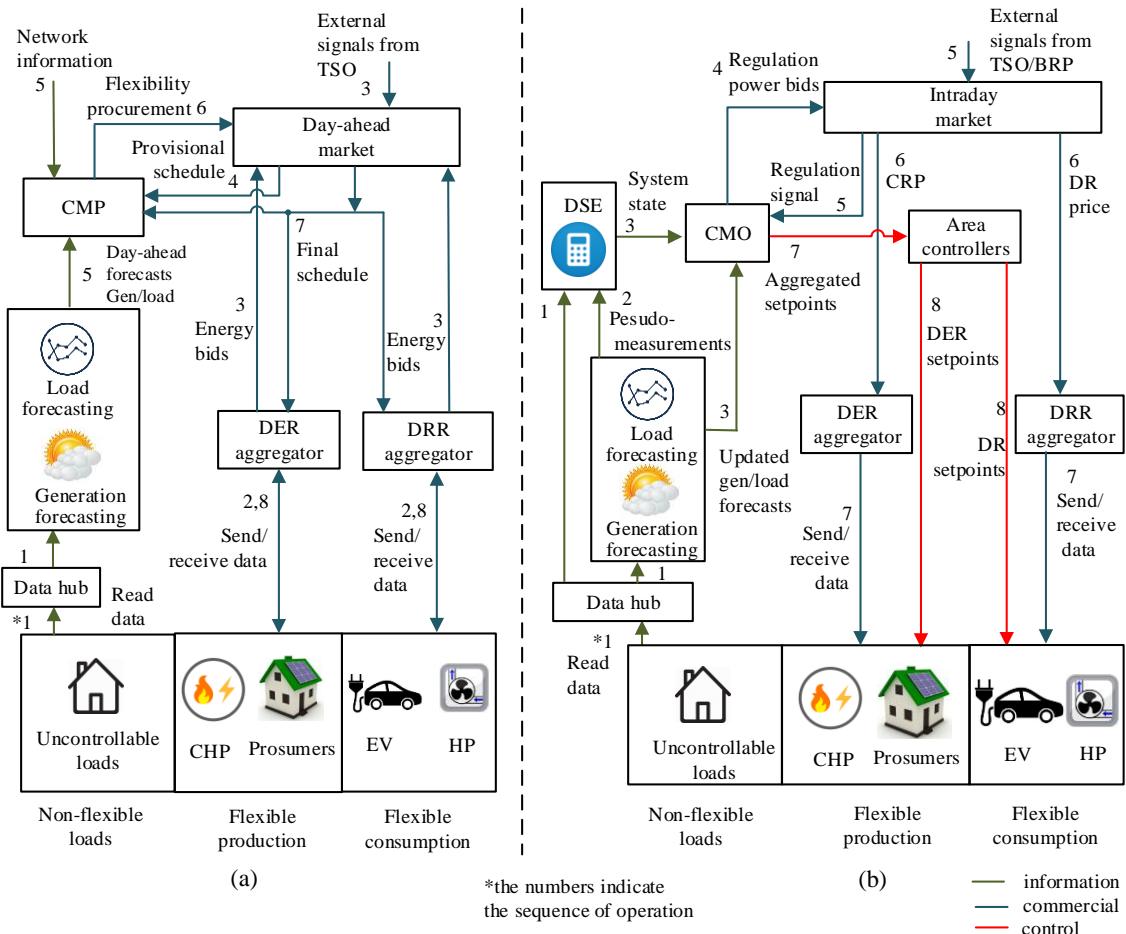 Network
information
5
Flexibility
procurement 6
External
signals from
TSO
3
Day-ahead
market
Provisional
schedule
4
CMP
7
Final
schedule
5
Day-ahead
forecasts
Gen/load
3
Energy
bids
3
Energy
bids
Load
forecasting
Generation
forecasting
DER
aggregator
DRR
aggregator
1
2,8
Send/
receive data
2,8
Send/
receive data
Data hub
Read
data
*1
Uncontrollable
loads
CHP
Prosumers
EV
HP
Non-flexible
loads
Flexible
production
Flexible
consumption
(a)
4
Regulation
power bids
5
External
signals from
TSO/BRP
Intraday
market
System
state
3
Regulation
signal
5
6
CRP
6
DR
price
DSE
CMO
7
Aggregated
setpoints
Area
controllers
1
2
Pesudo-
measurements
8
DER
setpoints
Load
forecasting
Generation
forecasting
3
Updated
gen/load
forecasts
DER
aggregator
8
DR
setpoints
DRR
aggregator
7
Send/
receive
data
7
Send/
receive
data
1
Data hub
*1
Read
data
Uncontrollable
loads
CHP
Prosumers
EV
HP
Non-flexible
loads
Flexible
production
Flexible
consumption
(b)
*the numbers indicate
the sequence of operation
information
commercial
control